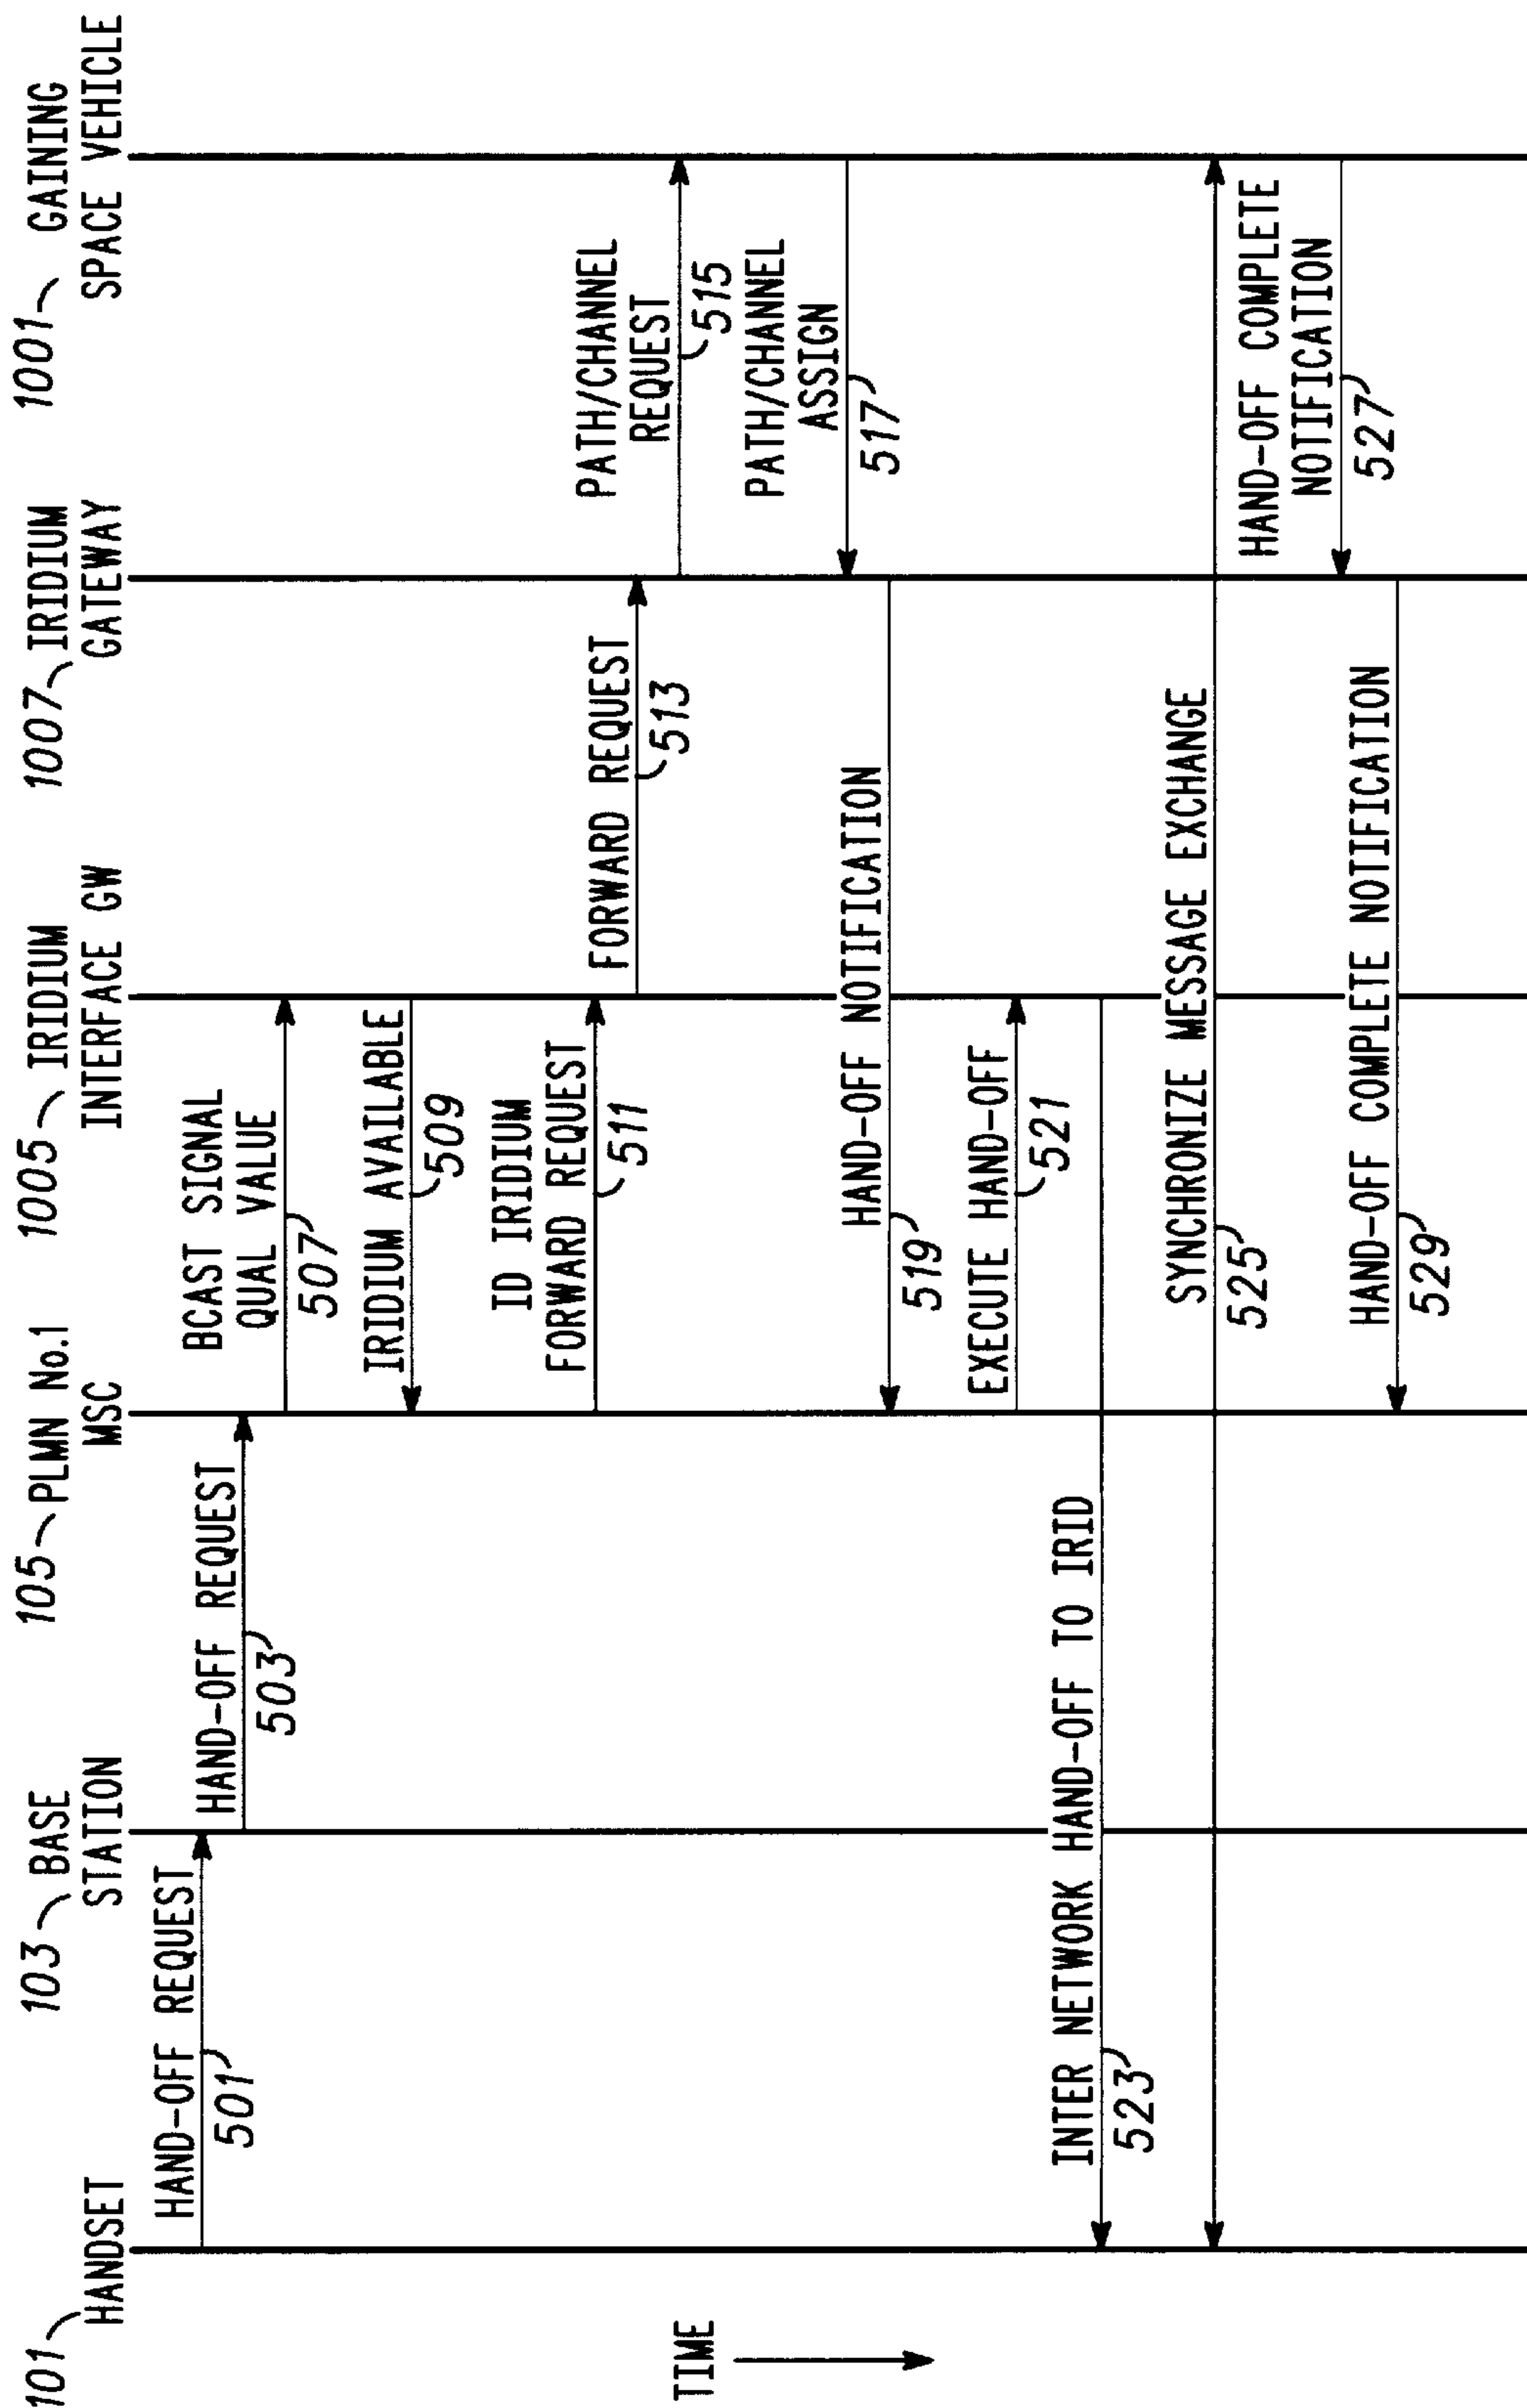 101
HANDSET
103 BASE
STATION
105 PLMN No.1
MSC
1005 IRIDIUM
INTERFACE GW
1007 IRIDIUM
GATEWAY
1001 GAINING
SPACE VEHICLE
HAND-OFF REQUEST
501
HAND-OFF REQUEST
503
BCAST SIGNAL
QUAL VALUE
507
IRIDIUM AVAILABLE
509
ID IRIDIUM
FORWARD REQUEST
511
FORWARD REQUEST
513
PATH/CHANNEL
REQUEST
515
PATH/CHANNEL
ASSIGN
517
HAND-OFF NOTIFICATION
519
EXECUTE HAND-OFF
521
INTER NETWORK HAND-OFF TO IRID
523
SYNCHRONIZE MESSAGE EXCHANGE
525
HAND-OFF COMPLETE
NOTIFICATION
527
HAND-OFF COMPLETE NOTIFICATION
529
TIME